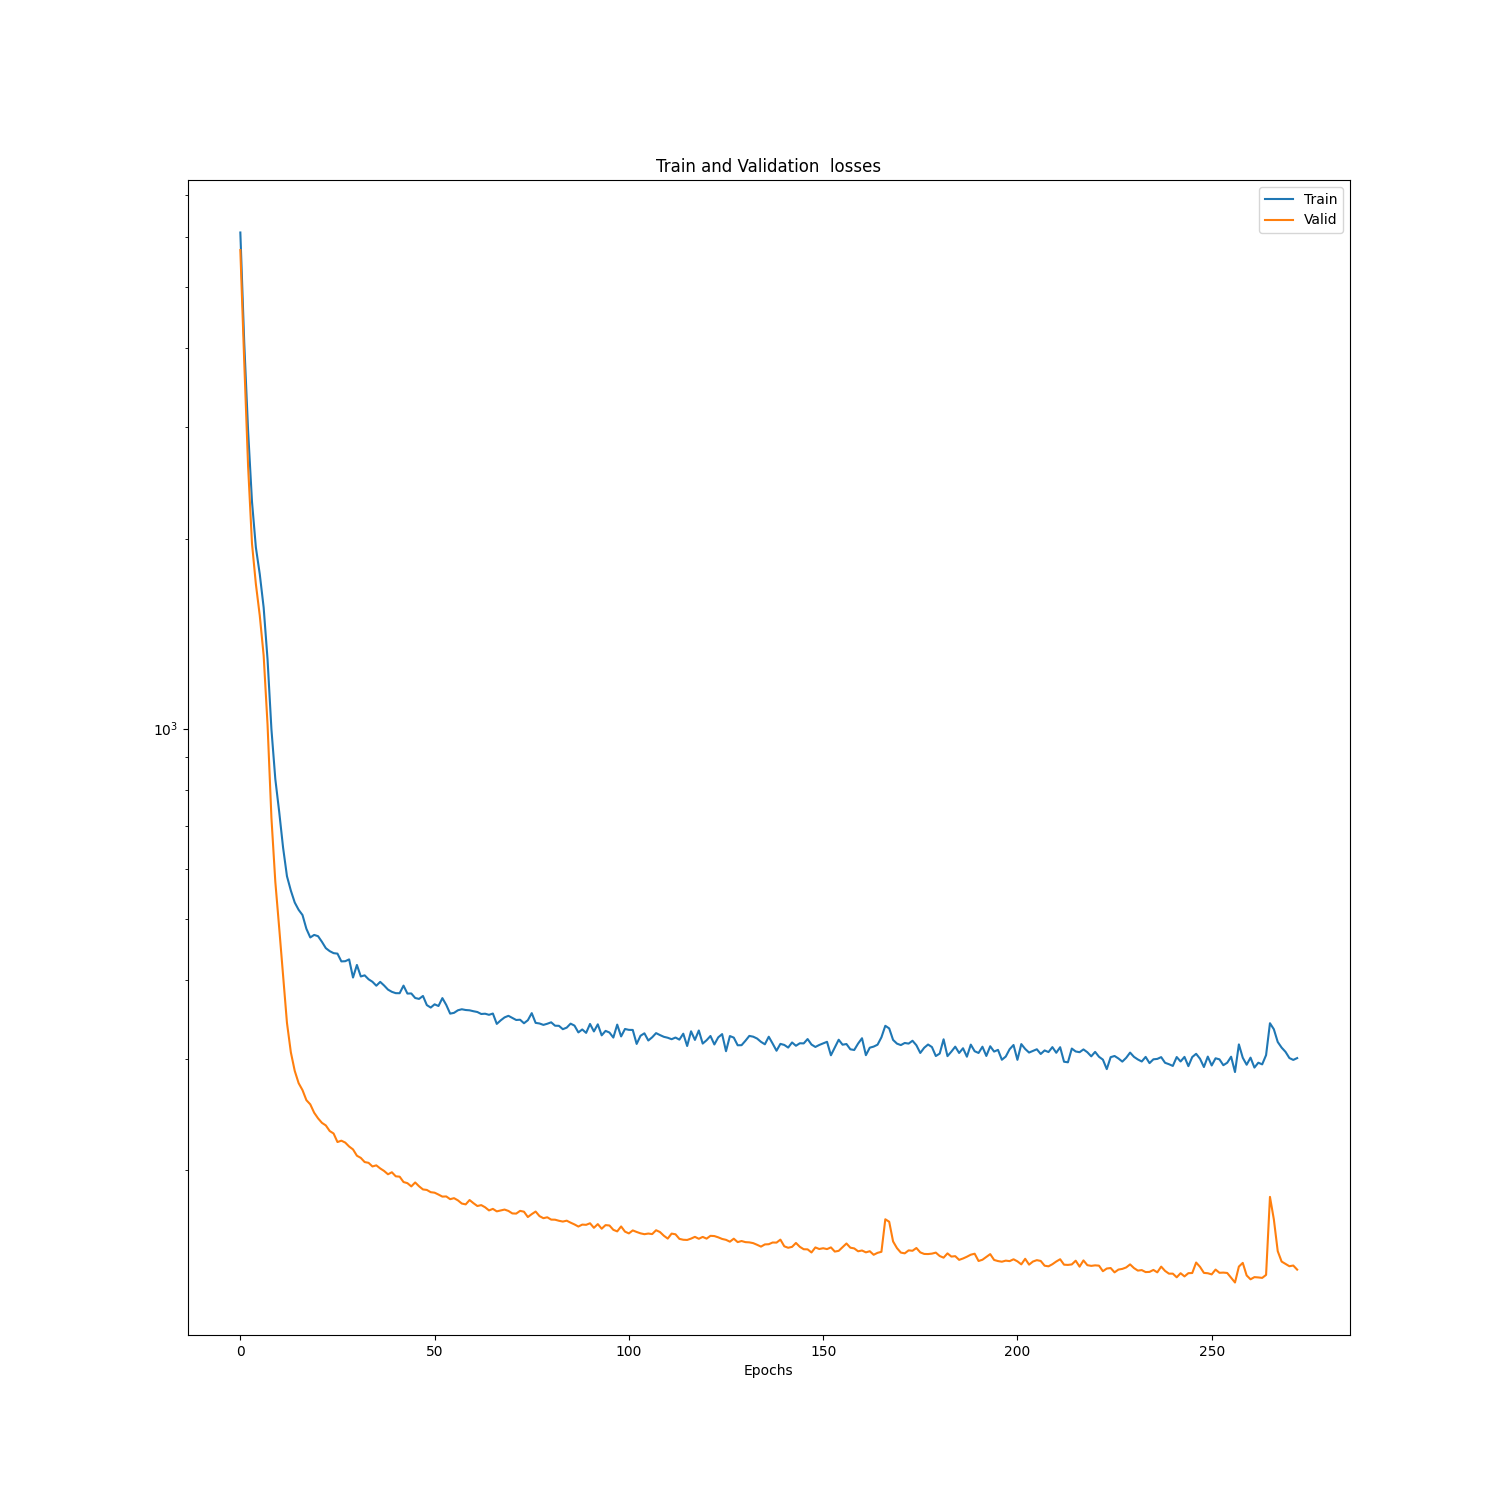 Train and Validation  losses
Train
Valid
10³
0 50 100 150 200 250
Epochs